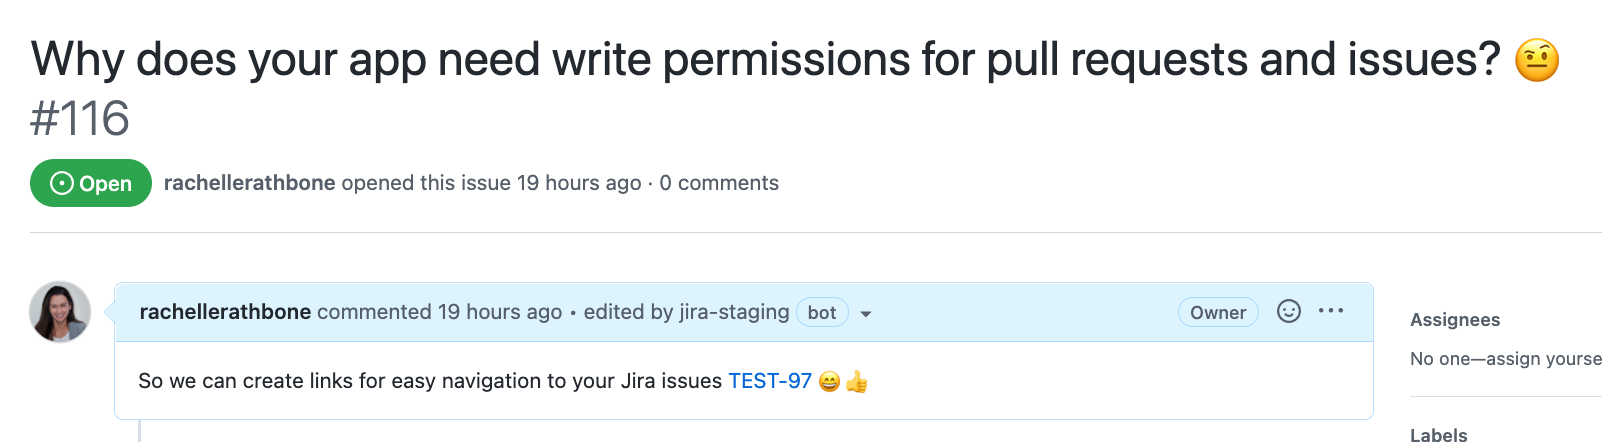 Why does your app need write permissions for pull requests and issues? 🤨
#116
Open rachellerathbone opened this issue 19 hours ago · 0 comments
rachellerathbone commented 19 hours ago • edited by jira-staging bot Owner
Assignees
No one—assign yourse
So we can create links for easy navigation to your Jira issues TEST-97 😄👍
Labels